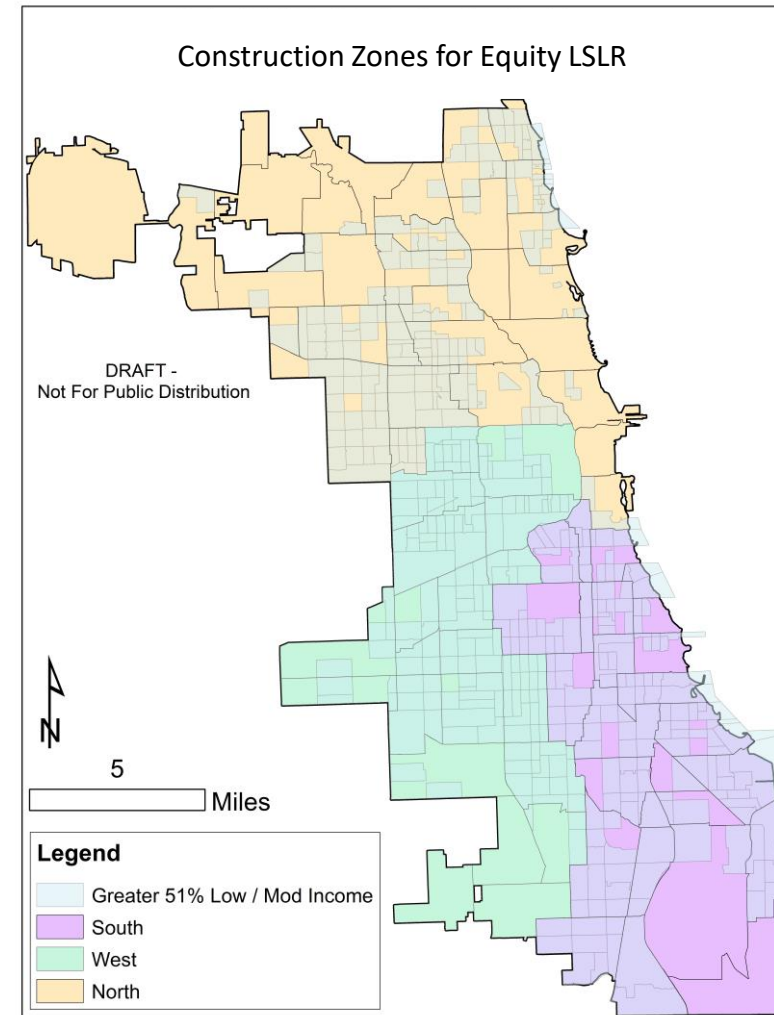 Construction Zones for Equity LSLR
DRAFT -
Not For Public Distribution
N
5
Miles
Legend
Greater 51% Low / Mod Income
South
West
North